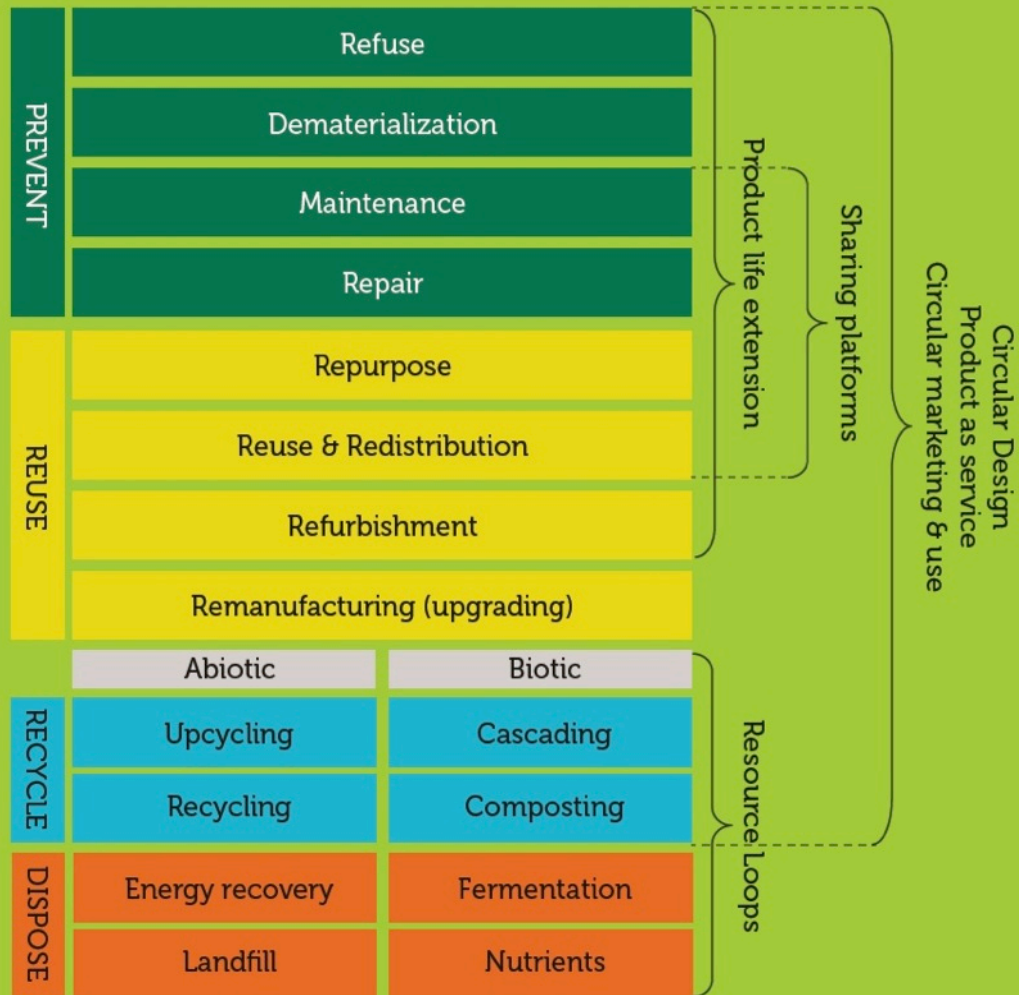 PREVENT
Refuse
Dematerialization
Maintenance
Repair
REUSE
Repurpose
Reuse & Redistribution
Refurbishment
Remanufacturing (upgrading)
Abiotic
Biotic
RECYCLE
Upcycling
Cascading
Recycling
Composting
DISPOSE
Energy recovery
Fermentation
Landfill
Nutrients
Product life extension
Sharing platforms
Circular Design
Product as service
Circular marketing & use
Resource Loops